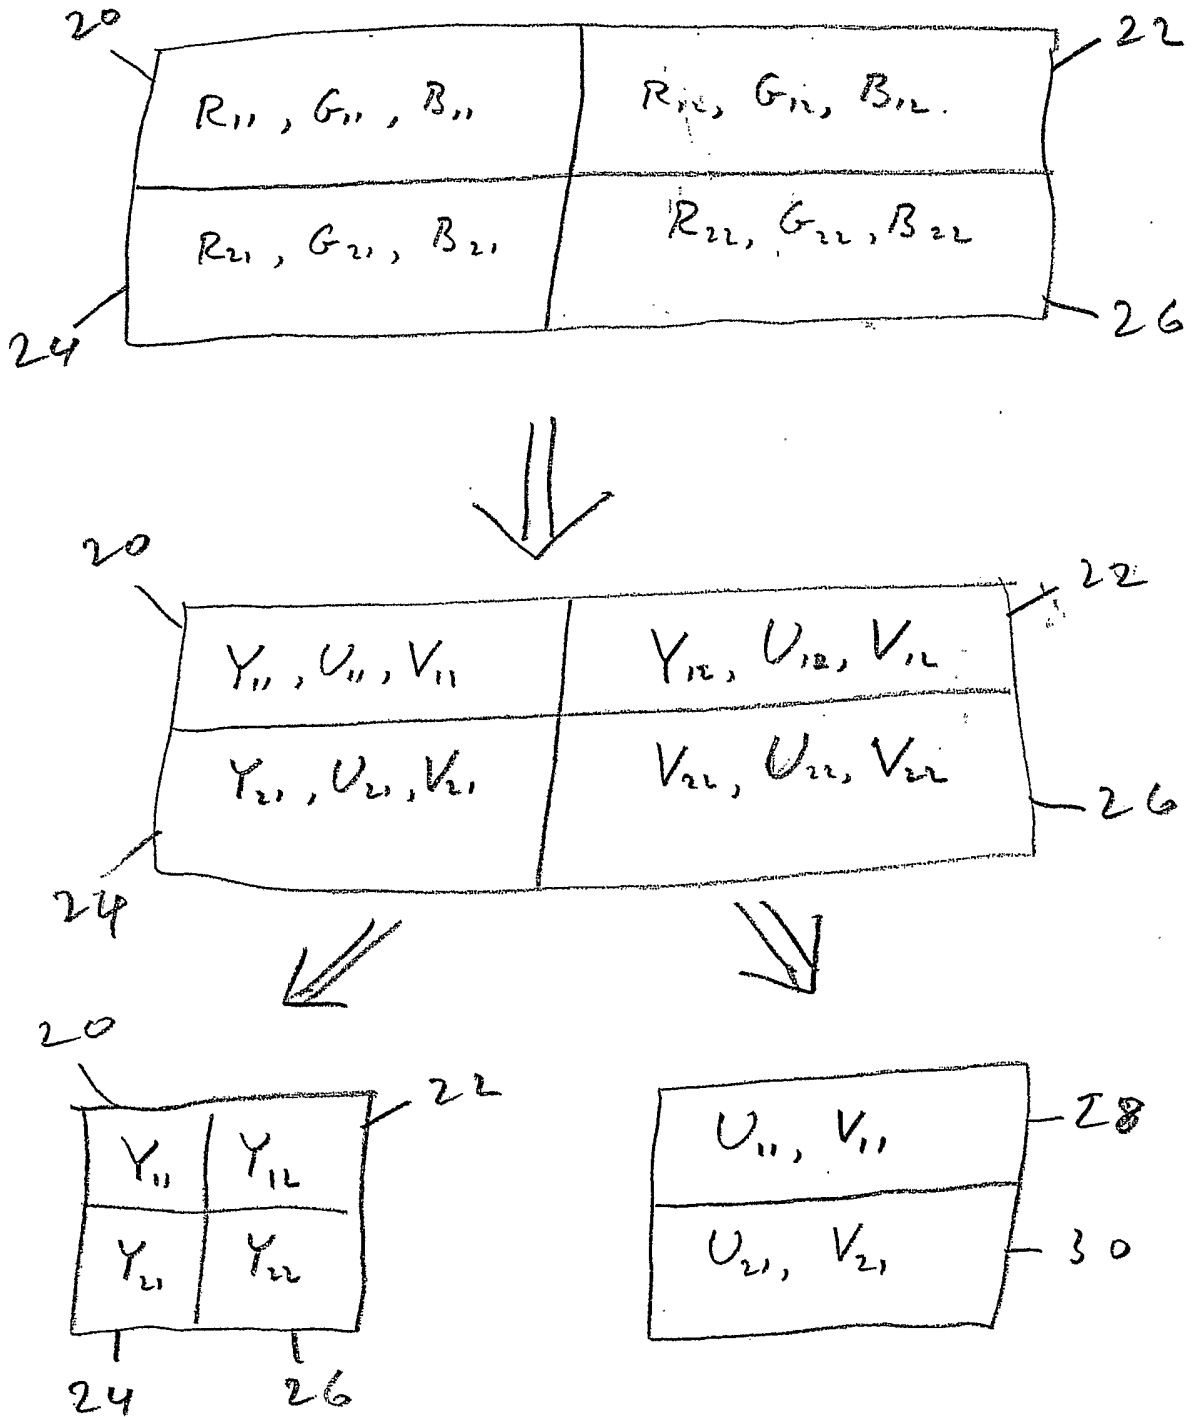 20 22
R11, G11, B11 R12, G12, B12
R21, G21, B21 R22, G22, B22
24 26
20 22
Y11, U11, V11 Y12, U12, V12
Y21, U21, V21 V22, U22, V22
24 26
20 22
Y11 Y12
Y21 Y22
24 26
U11, V11 28
U21, V21 30